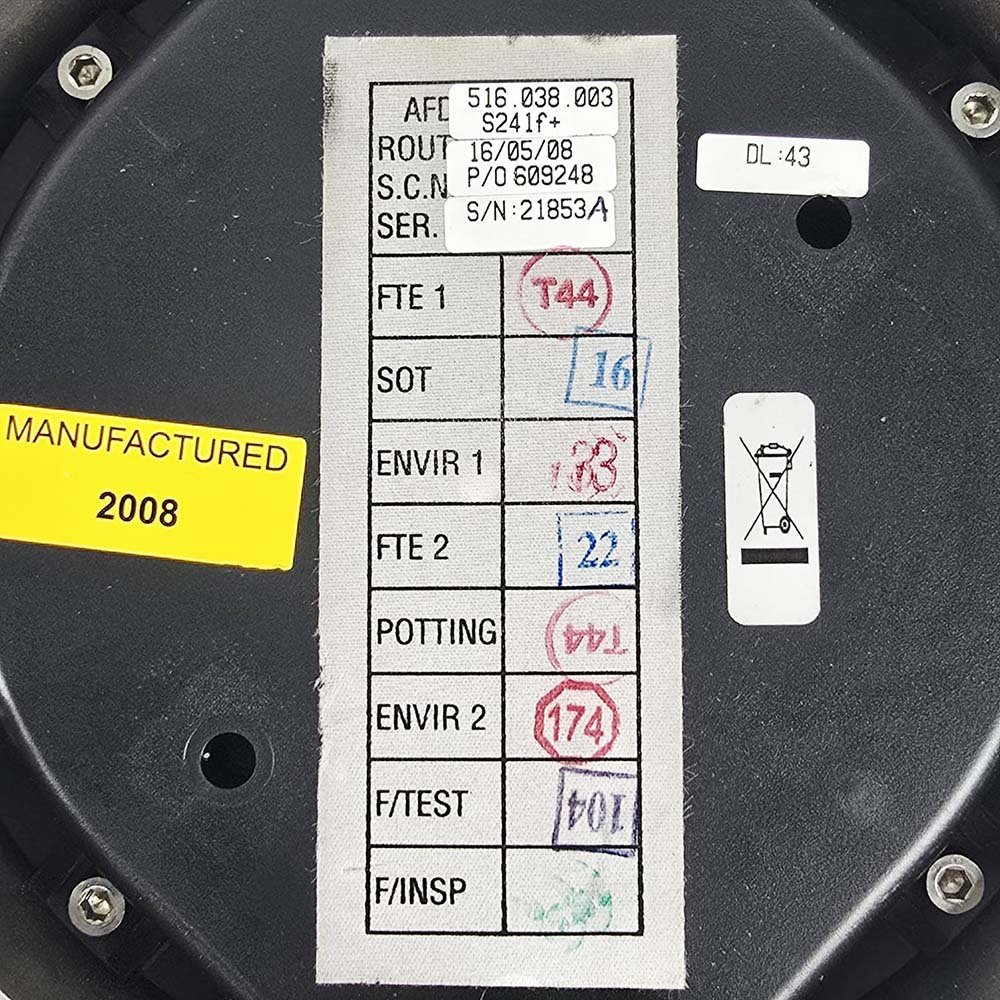 AFD 516.038.003
S241f+
ROUT 16/05/08
S.C.N P/O 609248
SER. S/N:21853A
DL:43
FTE 1 T44
SOT 16
MANUFACTURED
2008
ENVIR 1 33
FTE 2 22
POTTING T44
ENVIR 2 174
F/TEST 104
F/INSP